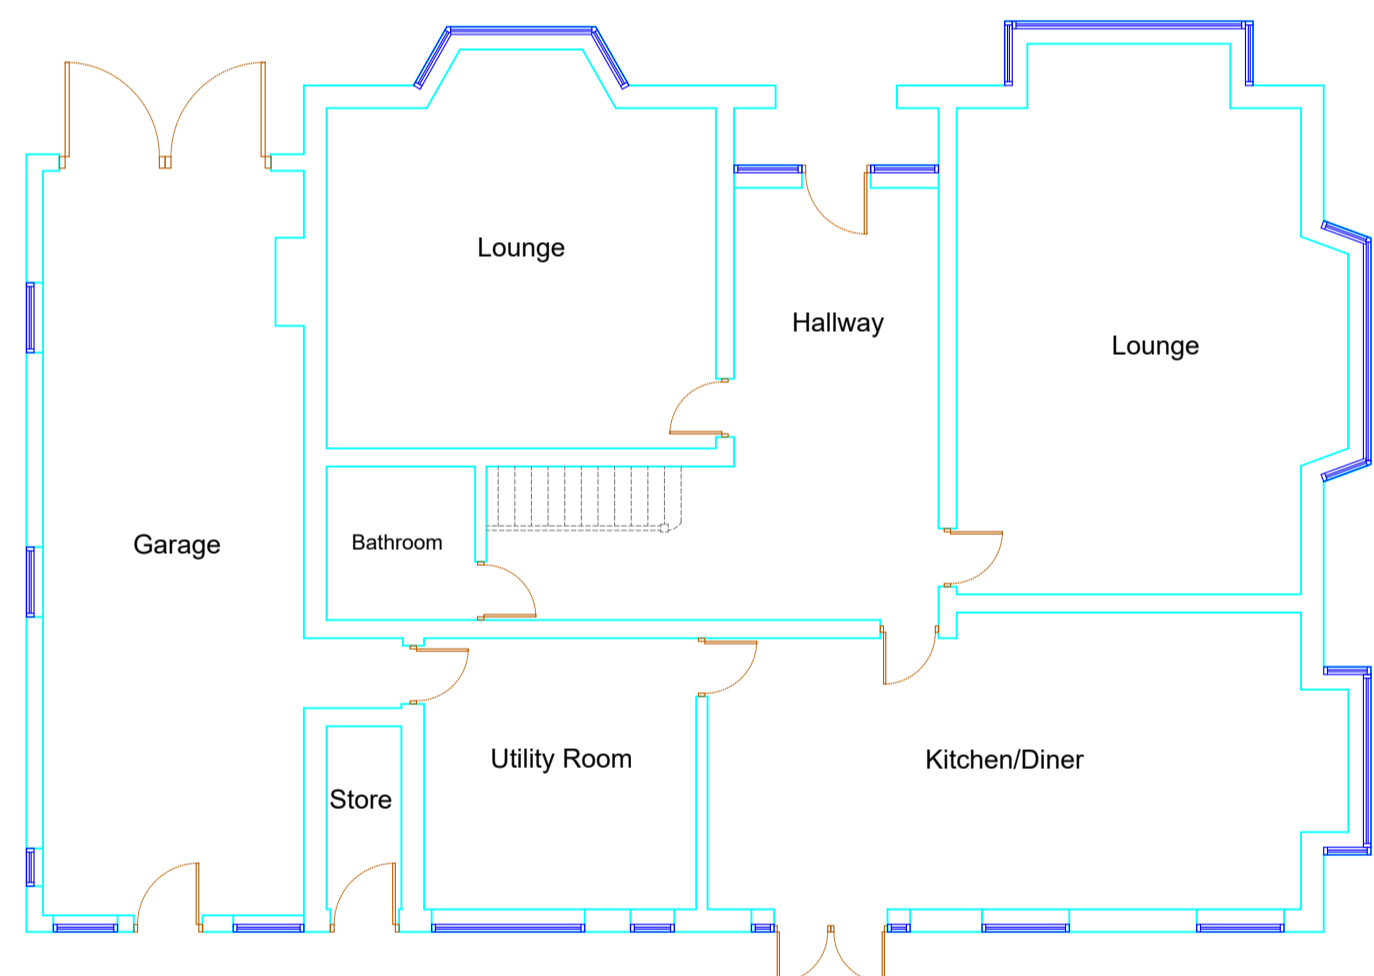 Lounge
Hallway
Lounge
Garage
Bathroom
Utility Room
Kitchen/Diner
Store